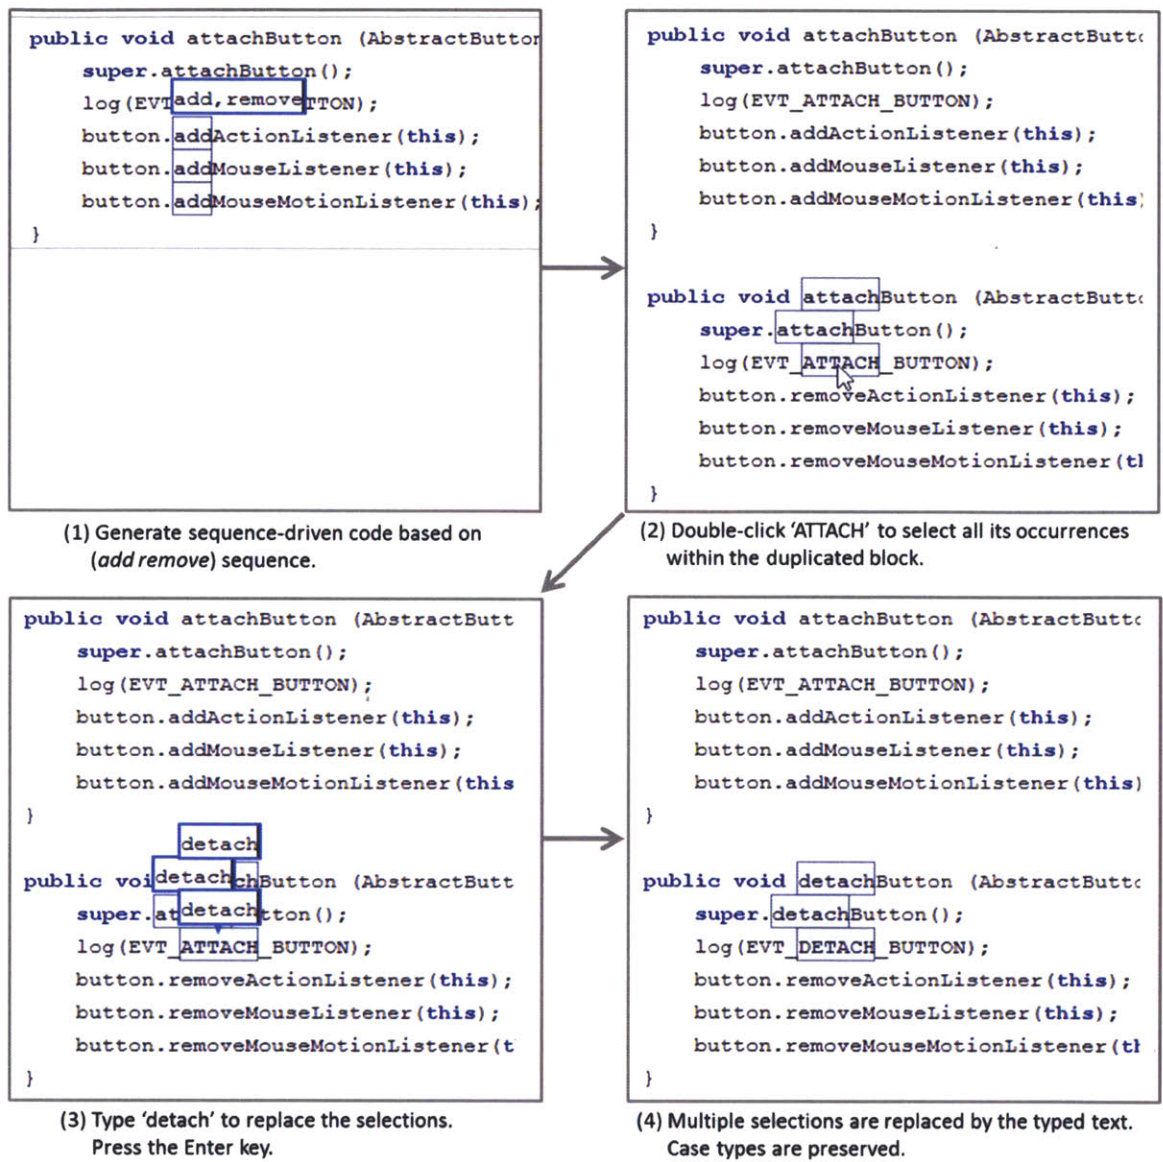 public void attachButton (AbstractButton
super.attachButton();
log(EVT add,remove TTON);
button.addActionListener(this);
button.addMouseListener(this);
button.addMouseMotionListener(this);
}
(1) Generate sequence-driven code based on
(add remove) sequence.
public void attachButton (AbstractButto
super.attachButton();
log(EVT_ATTACH_BUTTON);
button.addActionListener(this);
button.addMouseListener(this);
button.addMouseMotionListener(this)
}
public void attachButton (AbstractButto
super.attachButton();
log(EVT_ATTACH_BUTTON);
button.removeActionListener(this);
button.removeMouseListener(this);
button.removeMouseMotionListener(th
}
(2) Double-click ‘ATTACH’ to select all its occurrences
within the duplicated block.
public void attachButton (AbstractButt
super.attachButton();
log(EVT_ATTACH_BUTTON);
button.addActionListener(this);
button.addMouseListener(this);
button.addMouseMotionListener(this
}
detach
public voi detach chButton (AbstractButt
super.at detach tton();
log(EVT_ATTACH_BUTTON);
button.removeActionListener(this);
button.removeMouseListener(this);
button.removeMouseMotionListener(t
}
(3) Type ‘detach’ to replace the selections.
Press the Enter key.
public void attachButton (AbstractButto
super.attachButton();
log(EVT_ATTACH_BUTTON);
button.addActionListener(this);
button.addMouseListener(this);
button.addMouseMotionListener(this)
}
public void detachButton (AbstractButto
super.detachButton();
log(EVT_DETACH_BUTTON);
button.removeActionListener(this);
button.removeMouseListener(this);
button.removeMouseMotionListener(th
}
(4) Multiple selections are replaced by the typed text.
Case types are preserved.